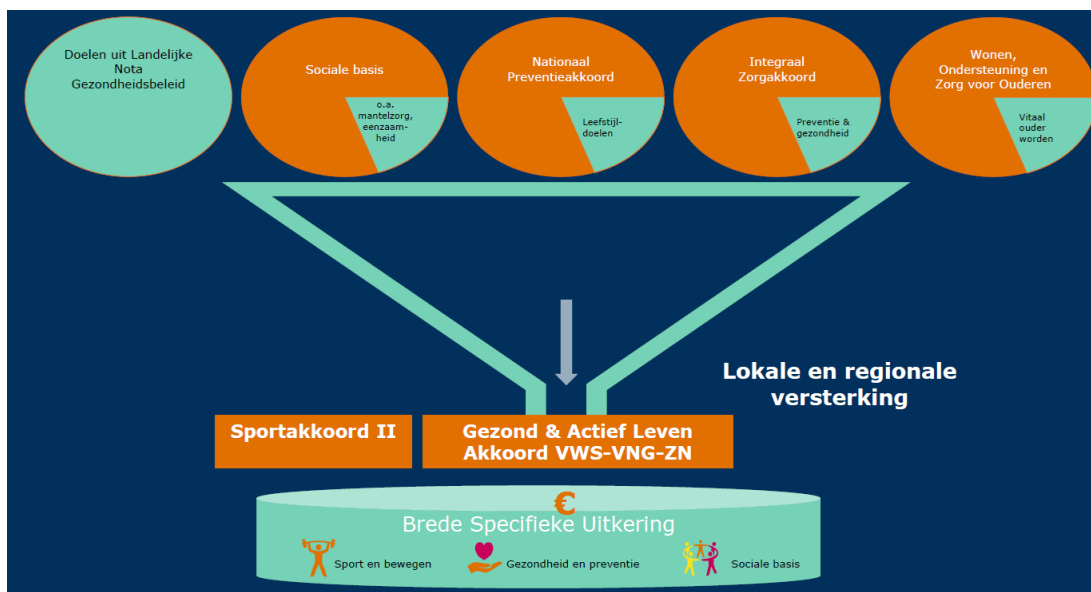 Doelen uit Landelijke
Nota
Gezondheidsbeleid
Sociale basis
o.a.
mantelzorg,
eenzaam-
heid
Nationaal
Preventieakkoord
Leefstijl-
doelen
Integraal
Zorgakkoord
Preventie &
gezondheid
Wonen,
Ondersteuning en
Zorg voor Ouderen
Vitaal
ouder
worden
Lokale en regionale
versterking
Sportakkoord II
Gezond & Actief Leven
Akkoord VWS-VNG-ZN
€
Brede Specifieke Uitkering
Sport en bewegen
Gezondheid en preventie
Sociale basis